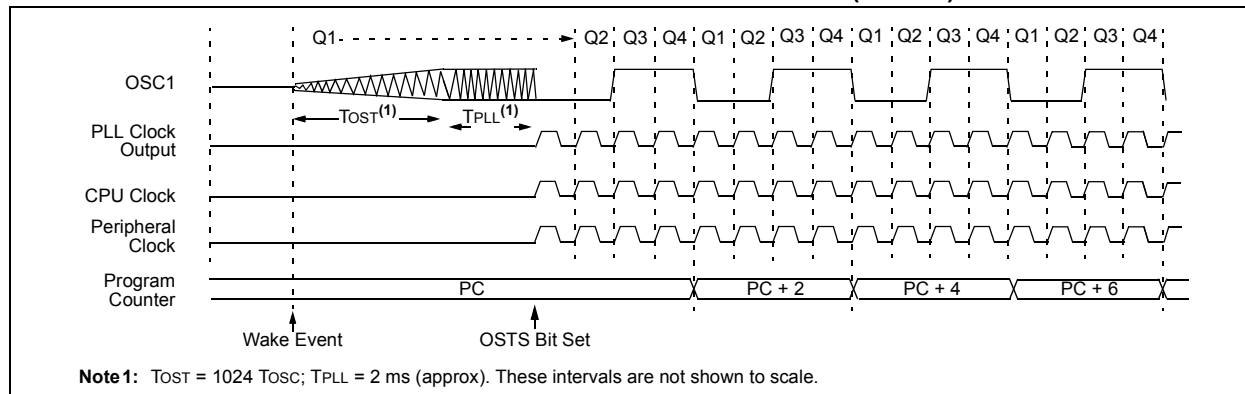 Q1 Q2 Q3 Q4 Q1 Q2 Q3 Q4 Q1 Q2 Q3 Q4 Q1 Q2 Q3 Q4
OSC1
TOST(1) TPLL(1)
PLL Clock
Output
CPU Clock
Peripheral
Clock
Program
Counter
PC PC + 2 PC + 4 PC + 6
Wake Event OSTS Bit Set
Note 1: TOST = 1024 TOSC; TPLL = 2 ms (approx). These intervals are not shown to scale.